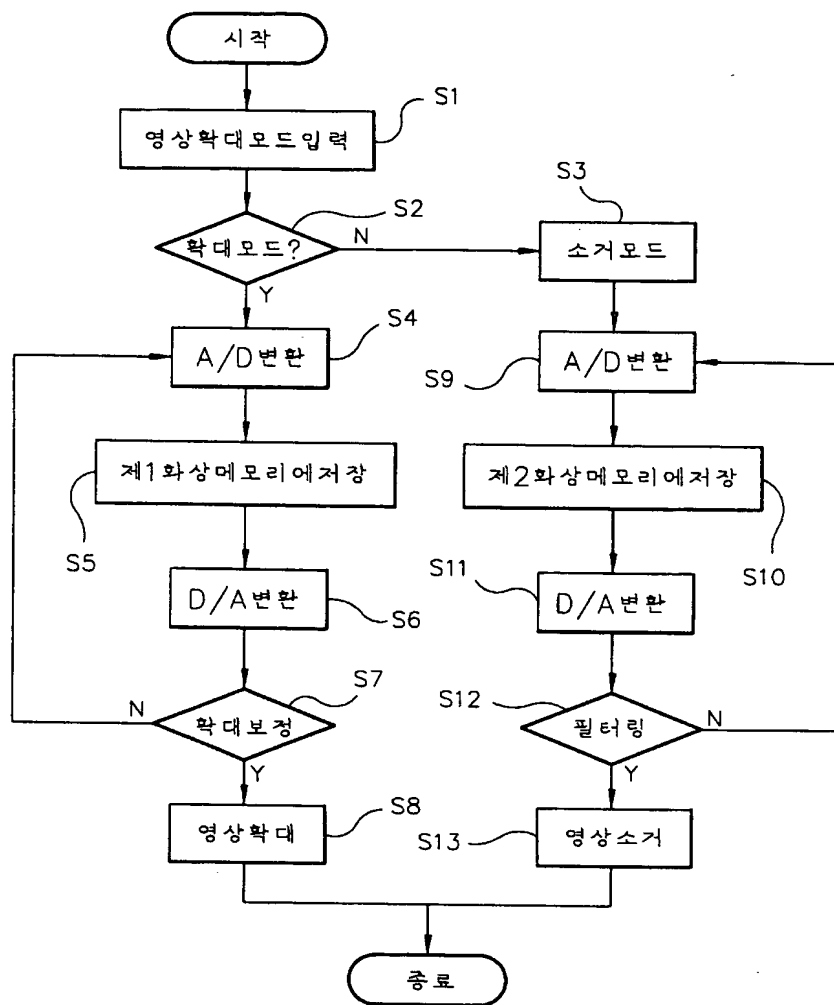 시작
영상확대모드입력
S1
확대모드?
S2
N
Y
S3
소거모드
A/D변환
S4
S9
A/D변환
제1화상메모리에저장
S5
제2화상메모리에저장
S10
D/A변환
S6
S11
D/A변환
확대보정
S7
N
Y
S12
필터링
N
Y
영상확대
S8
S13
영상소거
종료